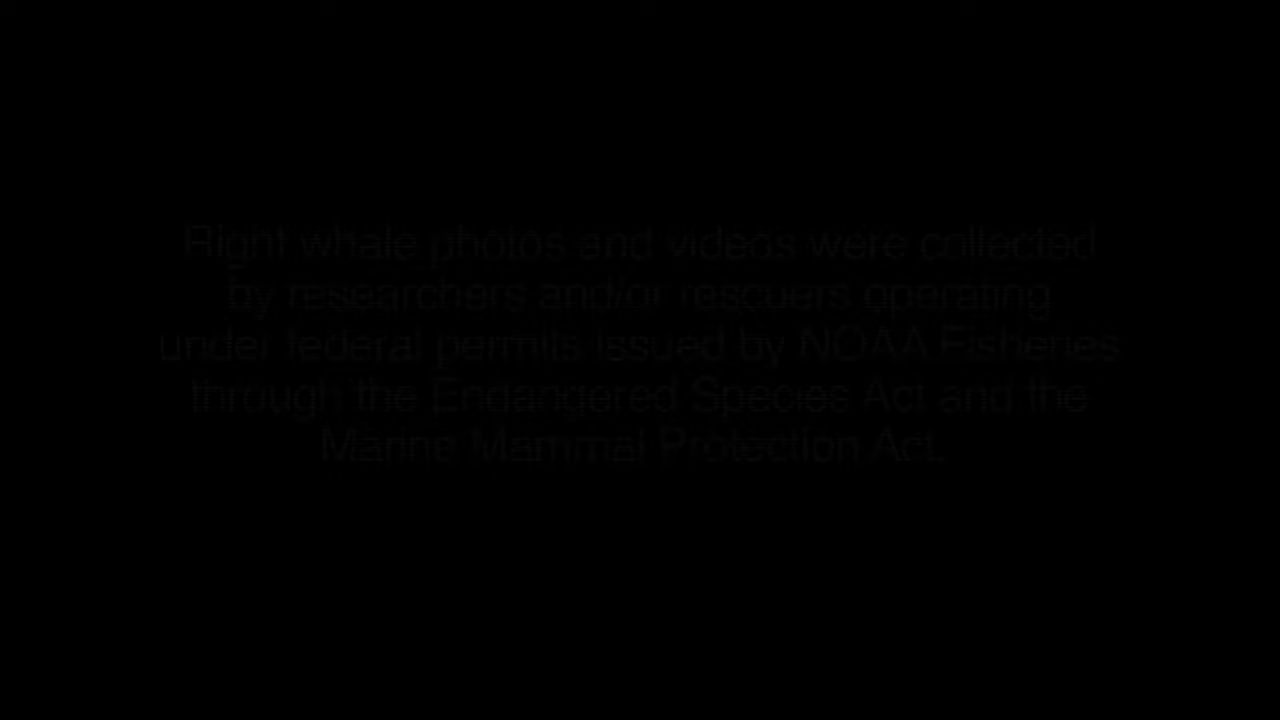 Right whale photos and videos were collected
by researchers and/or rescuers operating
under federal permits issued by NOAA Fisheries
through the Endangered Species Act and the
Marine Mammal Protection Act.